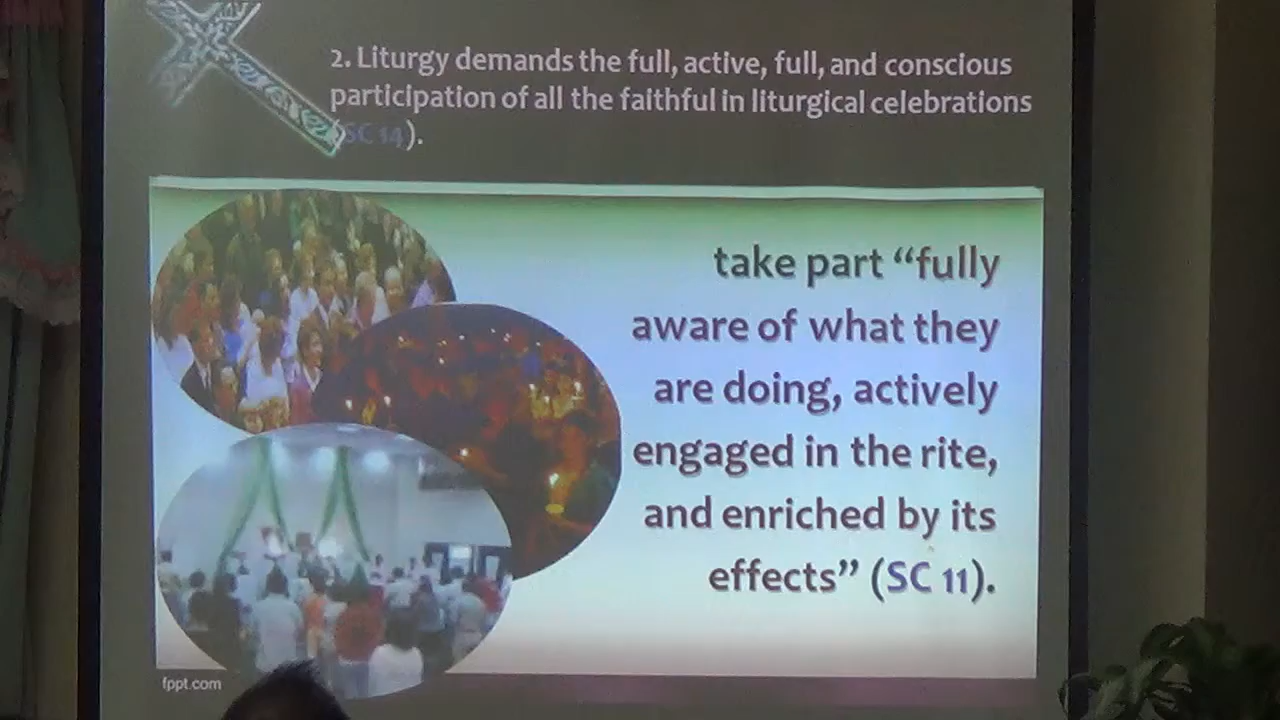 2. Liturgy demands the full, active, full, and conscious
participation of all the faithful in liturgical celebrations
(SC 14).
take part “fully
aware of what they
are doing, actively
engaged in the rite,
and enriched by its
effects” (SC 11).
fppt.com